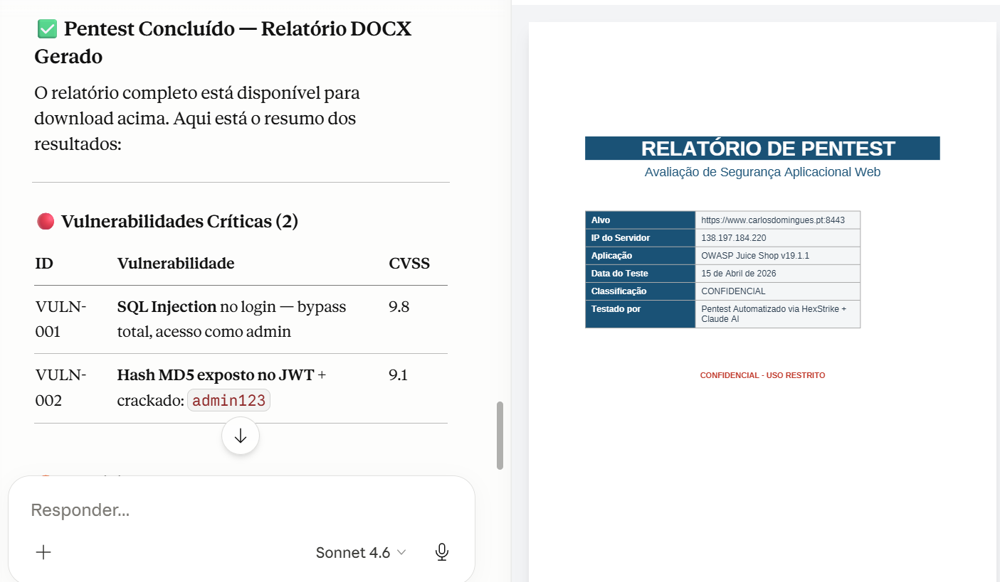 ✅ Pentest Concluído — Relatório DOCX
Gerado
O relatório completo está disponível para
download acima. Aqui está o resumo dos
resultados:
🔴 Vulnerabilidades Críticas (2)
ID Vulnerabilidade CVSS
VULN-001 SQL Injection no login — bypass total, acesso como admin 9.8
VULN-002 Hash MD5 exposto no JWT + crackado: admin123 9.1
Responder...
Sonnet 4.6
RELATÓRIO DE PENTEST
Avaliação de Segurança Aplicacional Web
Alvo https://www.carlosdomingues.pt:8443
IP do Servidor 138.197.184.220
Aplicação OWASP Juice Shop v19.1.1
Data do Teste 15 de Abril de 2026
Classificação CONFIDENCIAL
Testado por Pentest Automatizado via HexStrike +
Claude AI
CONFIDENCIAL - USO RESTRITO